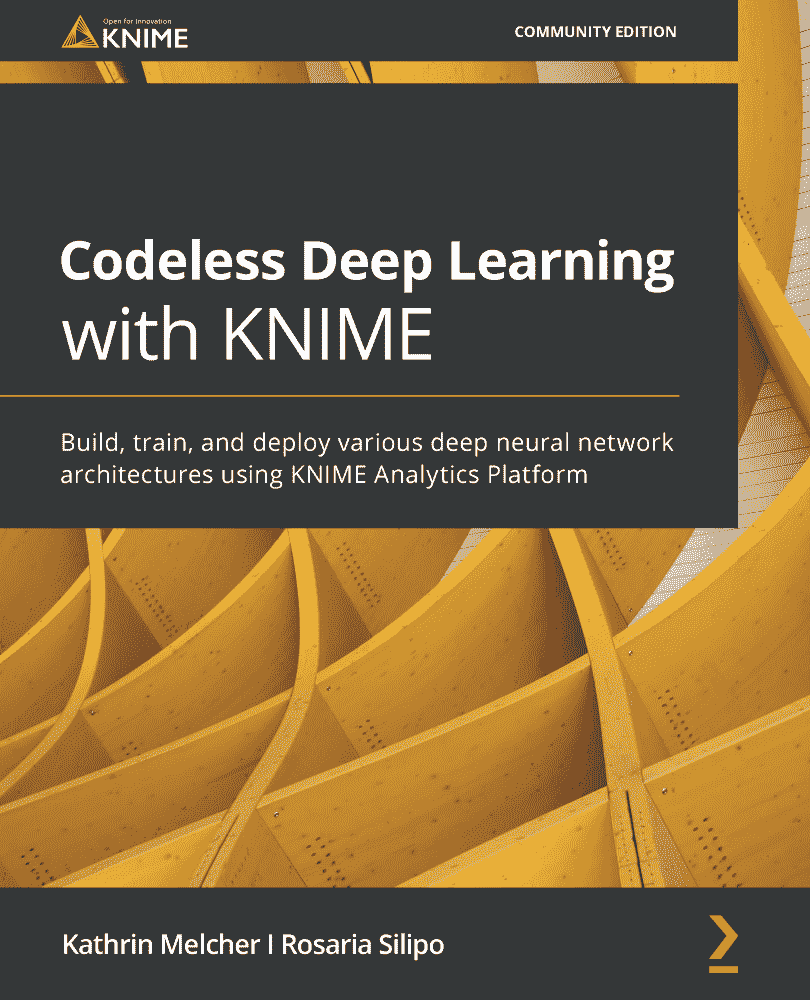 Open for Innovation
KNIME
COMMUNITY EDITION
Codeless Deep Learning
with KNIME
Build, train, and deploy various deep neural network
architectures using KNIME Analytics Platform
Kathrin Melcher I Rosaria Silipo